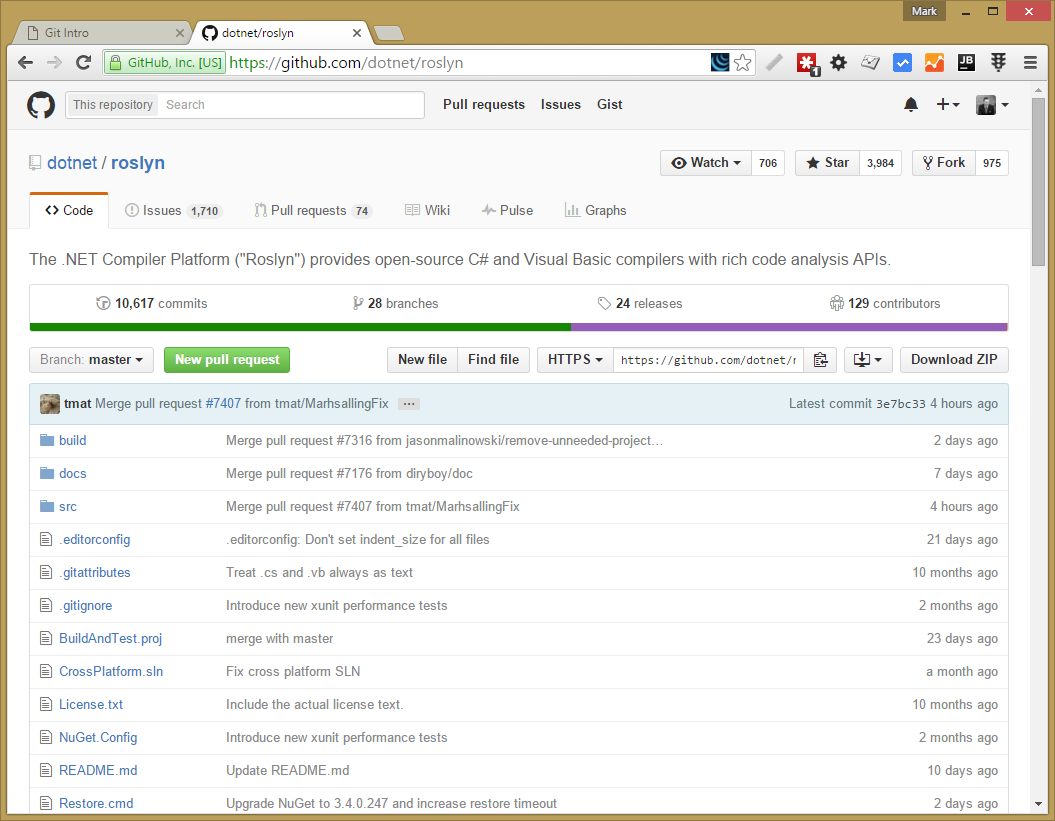 Mark
Git Intro
dotnet/roslyn
GitHub, Inc. [US] https://github.com/dotnet/roslyn
1
JB
This repository Search Pull requests Issues Gist
dotnet / roslyn
Watch 706 Star 3,984 Fork 975
Code Issues 1,710 Pull requests 74 Wiki Pulse Graphs
The .NET Compiler Platform ("Roslyn") provides open-source C# and Visual Basic compilers with rich code analysis APIs.
10,617 commits 28 branches 24 releases 129 contributors
Branch: master New pull request New file Find file HTTPS https://github.com/dotnet/r Download ZIP
tmat Merge pull request #7407 from tmat/MarhsallingFix … Latest commit 3e7bc33 4 hours ago
build Merge pull request #7316 from jasonmalinowski/remove-unneeded-project… 2 days ago
docs Merge pull request #7176 from diryboy/doc 7 days ago
src Merge pull request #7407 from tmat/MarhsallingFix 4 hours ago
.editorconfig .editorconfig: Don't set indent_size for all files 21 days ago
.gitattributes Treat .cs and .vb always as text 10 months ago
.gitignore Introduce new xunit performance tests 2 months ago
BuildAndTest.proj merge with master 23 days ago
CrossPlatform.sln Fix cross platform SLN a month ago
License.txt Include the actual license text. 10 months ago
NuGet.Config Introduce new xunit performance tests 2 months ago
README.md Update README.md 10 days ago
Restore.cmd Upgrade NuGet to 3.4.0.247 and increase restore timeout 2 days ago